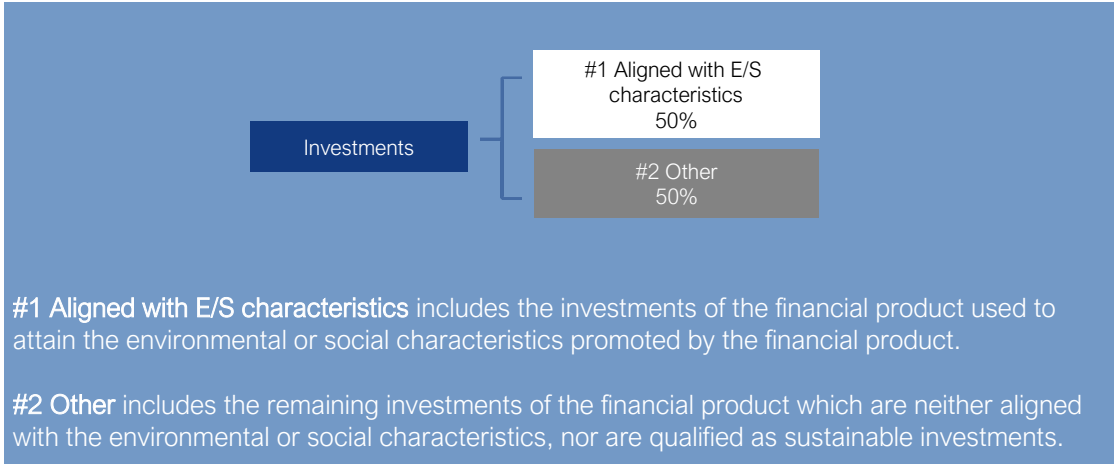 #1 Aligned with E/S
characteristics
50%
Investments
#2 Other
50%
#1 Aligned with E/S characteristics includes the investments of the financial product used to
attain the environmental or social characteristics promoted by the financial product.
#2 Other includes the remaining investments of the financial product which are neither aligned
with the environmental or social characteristics, nor are qualified as sustainable investments.